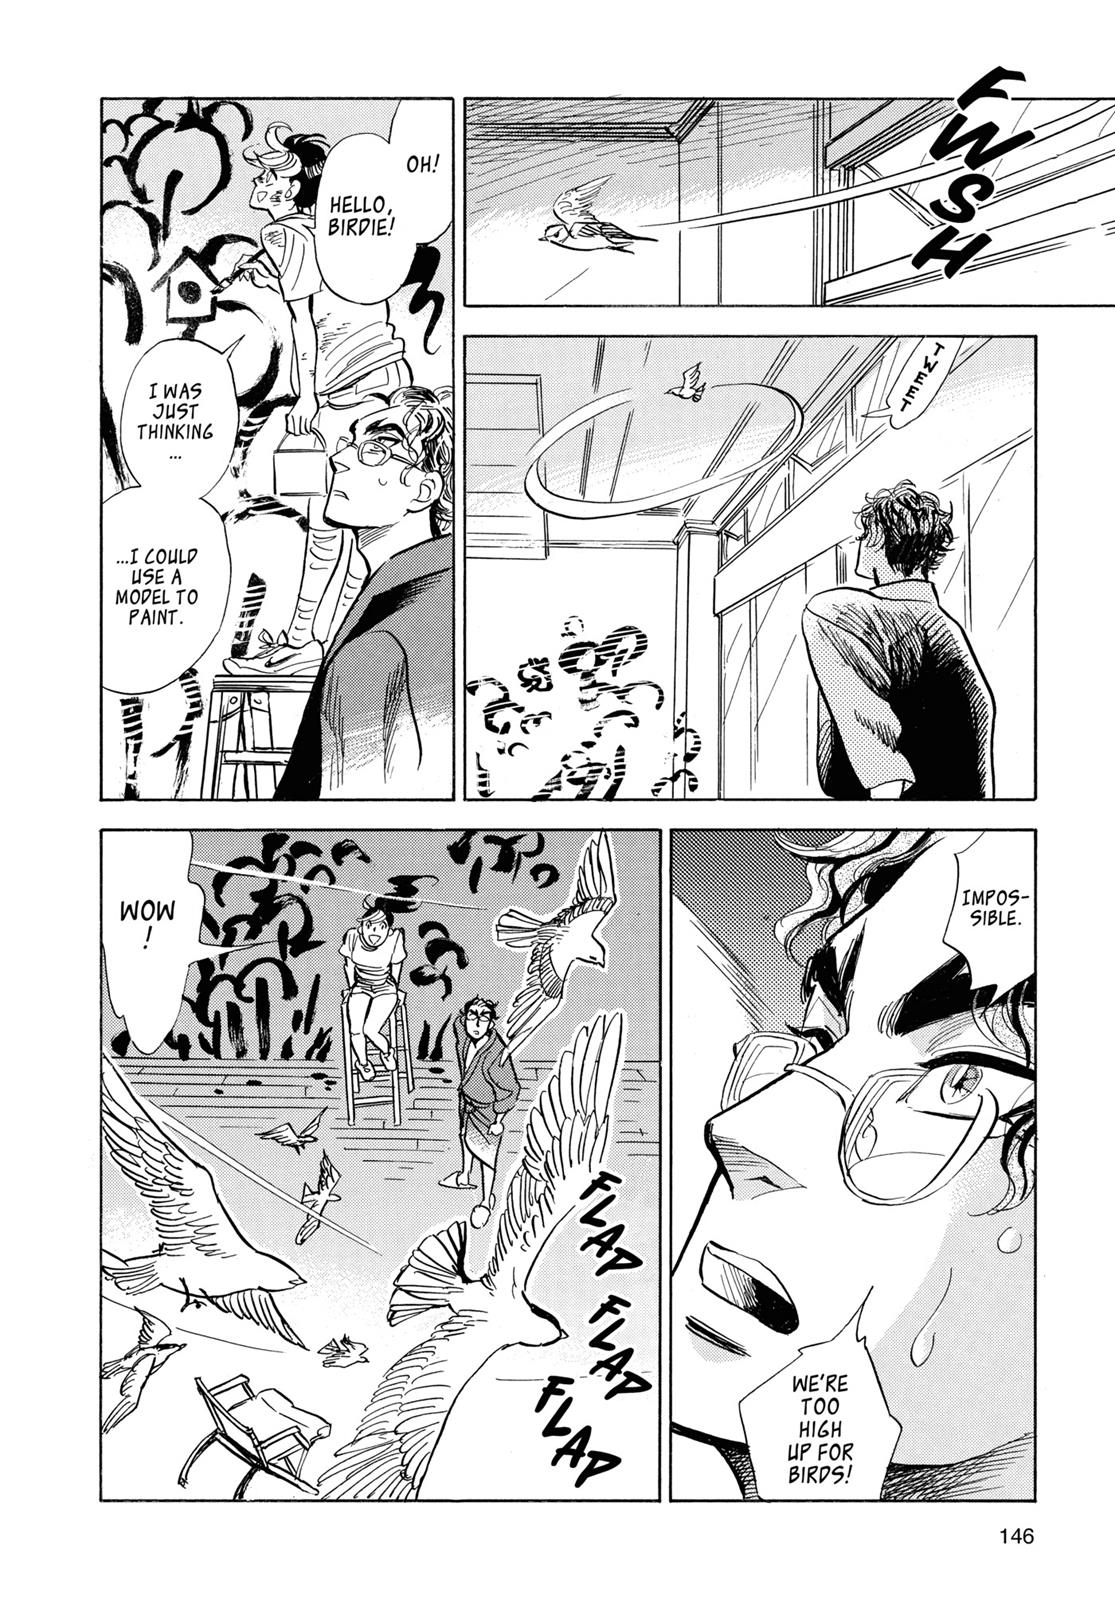 FWSH
OH!
HELLO,
BIRDIE!
I WAS
JUST
THINKING
...
...I COULD
USE A
MODEL TO
PAINT.
TWEET
WOW
!
FLAP
FLAP
FLAP
IMPOS-
SIBLE.
WE'RE
TOO
HIGH
UP FOR
BIRDS!
146